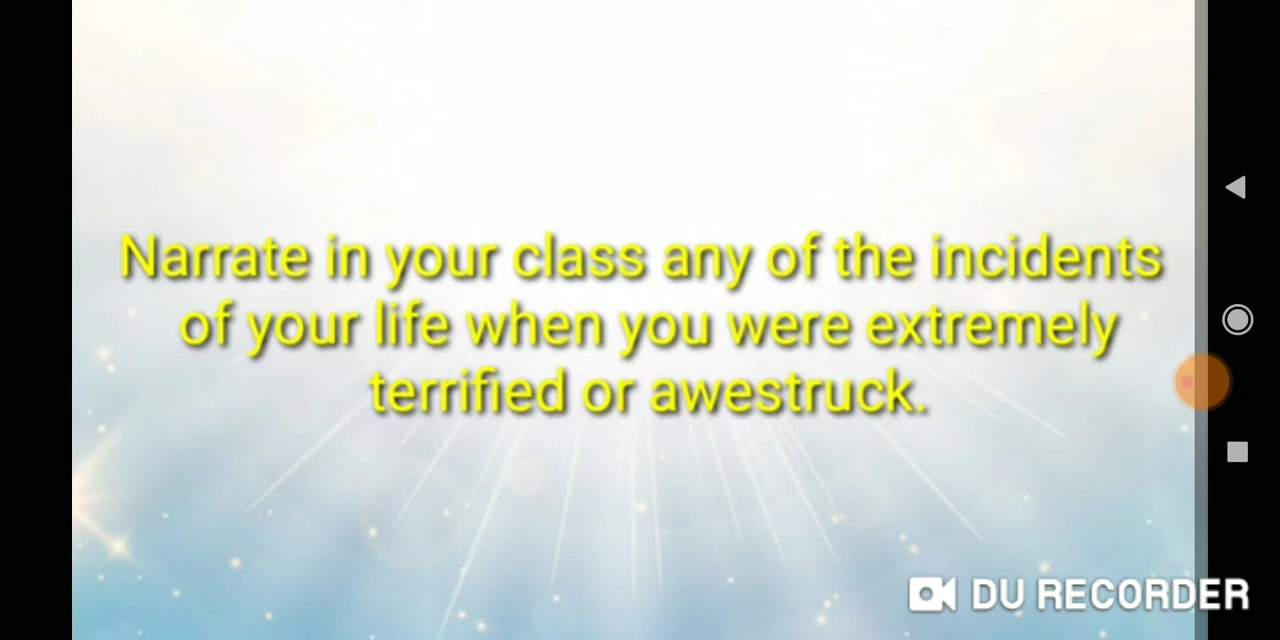 Narrate in your class any of the incidents
of your life when you were extremely
terrified or awestruck.
DU RECORDER